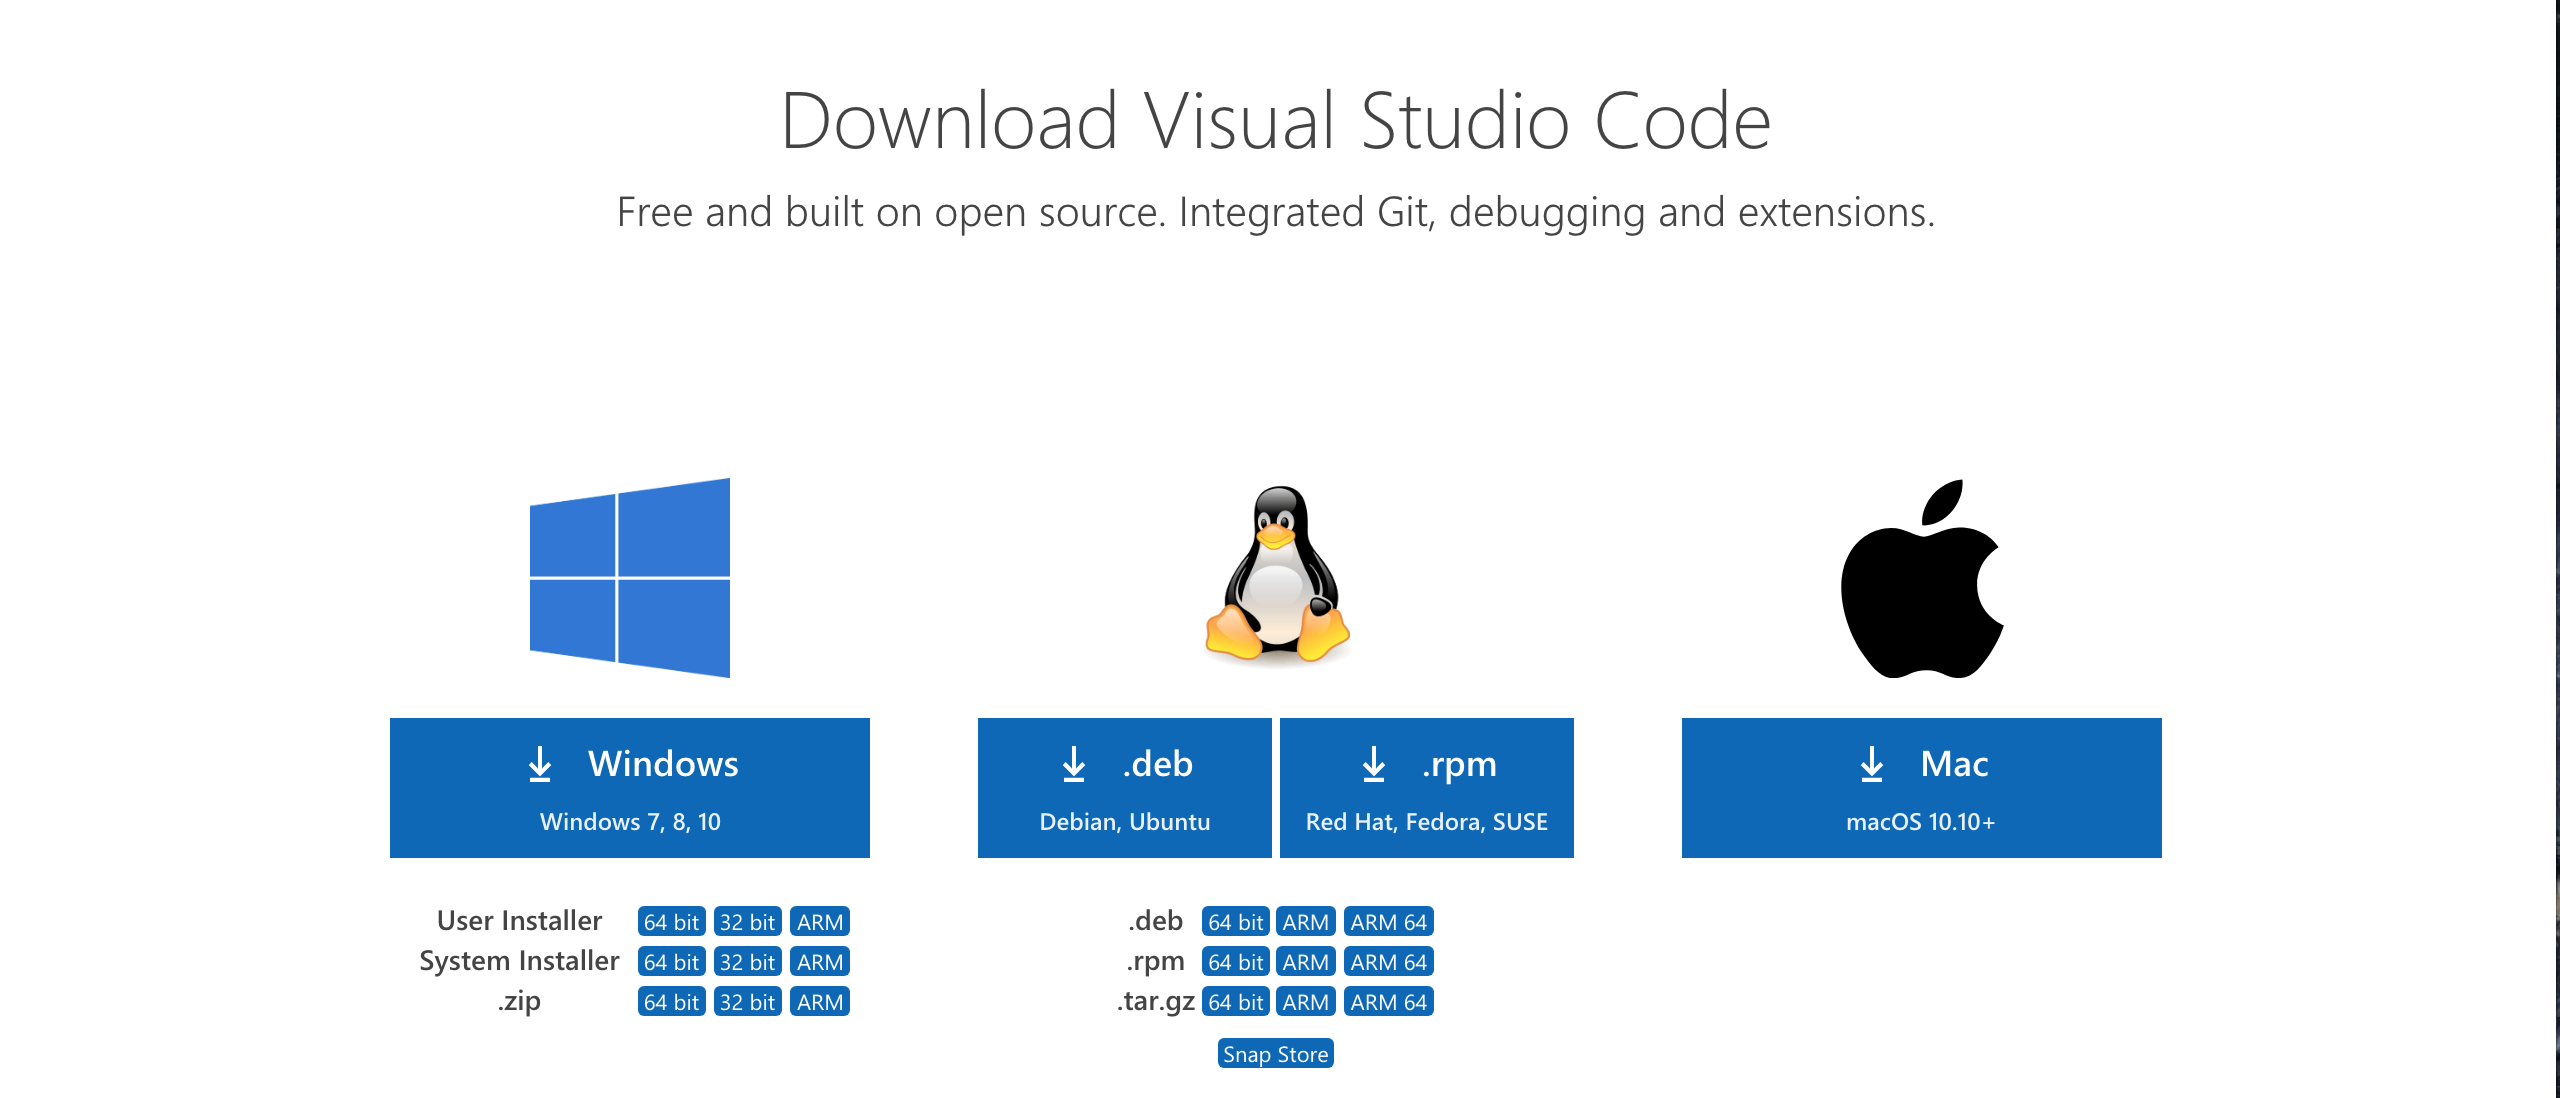 Download Visual Studio Code
Free and built on open source. Integrated Git, debugging and extensions.
Windows
Windows 7, 8, 10
User Installer 64 bit 32 bit ARM
System Installer 64 bit 32 bit ARM
.zip 64 bit 32 bit ARM
.deb
Debian, Ubuntu
.rpm
Red Hat, Fedora, SUSE
.deb 64 bit ARM ARM 64
.rpm 64 bit ARM ARM 64
.tar.gz 64 bit ARM ARM 64
Snap Store
Mac
macOS 10.10+